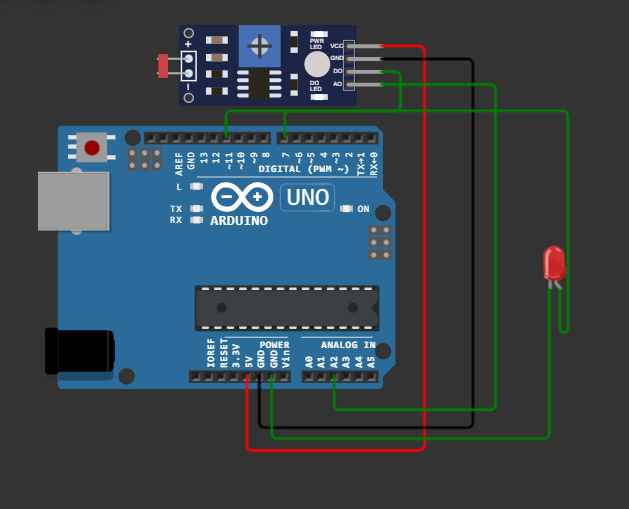 +
PWR
LED
VCC
GND
DO
AO
DO
LED
−
AREF
GND
13
12
~11
~10
~9
8
7
~6
~5
~4
~3
2
TX→1
RX←0
DIGITAL (PWM ~)
L
TX
RX
UNO
ON
ARDUINO
IOREF
RESET
3.3V
5V
GND
GND
Vin
POWER
A0
A1
A2
A3
A4
A5
ANALOG IN